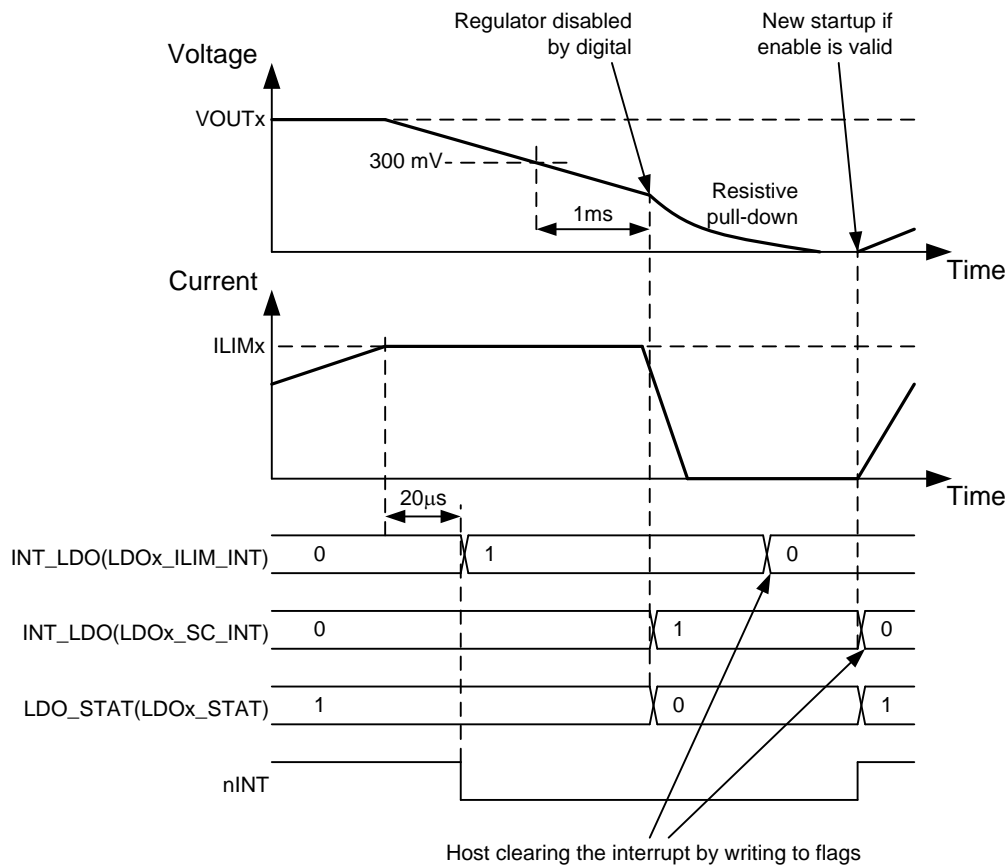 Regulator disabled
by digital
New startup if
enable is valid
Voltage
VOUTx
300 mV
1ms
Resistive
pull-down
Time
Current
ILIMx
Time
20μs
INT_LDO(LDOx_ILIM_INT) 0 1 0
INT_LDO(LDOx_SC_INT) 0 1 0
LDO_STAT(LDOx_STAT) 1 0 1
nINT
Host clearing the interrupt by writing to flags